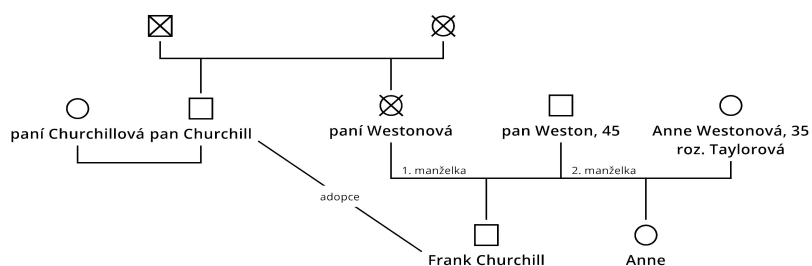 paní Churchillová
pan Churchill
paní Westonová
pan Weston, 45
Anne Westonová, 35
roz. Taylorová
1. manželka
2. manželka
adopce
Frank Churchill
Anne